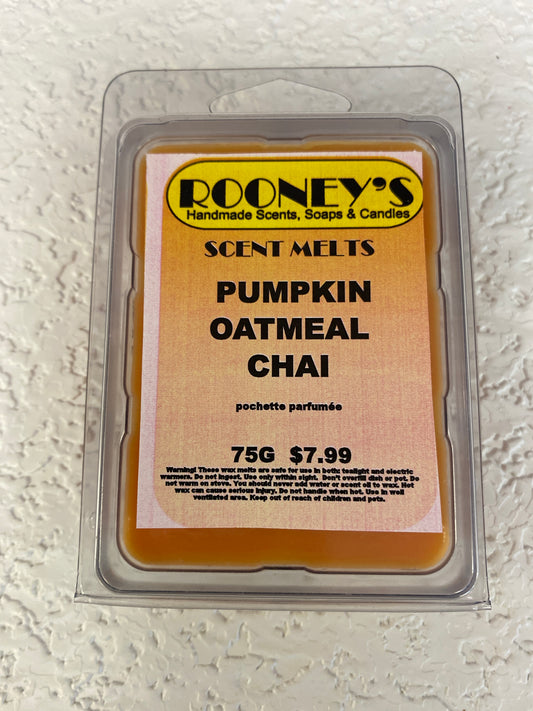 ROONEY'S
Handmade Scents, Soaps & Candles
SCENT MELTS
PUMPKIN
OATMEAL
CHAI
pochette parfumée
75G $7.99
Warning! These wax melts are safe for use in both: tealight and electric
warmers. Do not ingest. Use only within sight. Don't overfill dish or pot. Do
not warm on stove. You should never add water or scent oil to wax. Hot
wax can cause serious injury. Do not handle when hot. Use in well
ventilated area. Keep out of reach of children and pets.